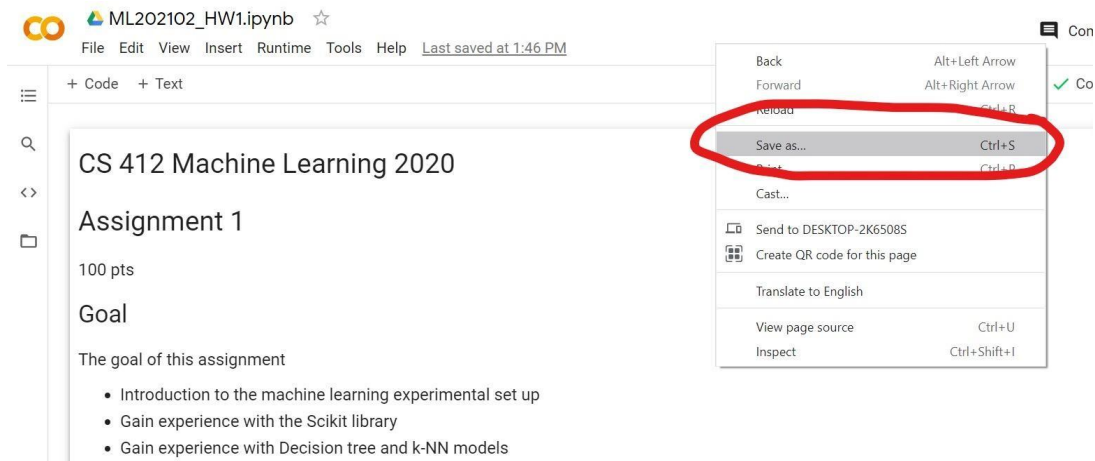 ML202102_HW1.ipynb
File Edit View Insert Runtime Tools Help Last saved at 1:46 PM
+ Code + Text
CS 412 Machine Learning 2020
Assignment 1
100 pts
Goal
The goal of this assignment
• Introduction to the machine learning experimental set up
• Gain experience with the Scikit library
• Gain experience with Decision tree and k-NN models
Back Alt+Left Arrow
Forward Alt+Right Arrow
Reload Ctrl+R
Save as... Ctrl+S
Print... Ctrl+P
Cast...
Send to DESKTOP-2K6508S
Create QR code for this page
Translate to English
View page source Ctrl+U
Inspect Ctrl+Shift+I
Com
Co